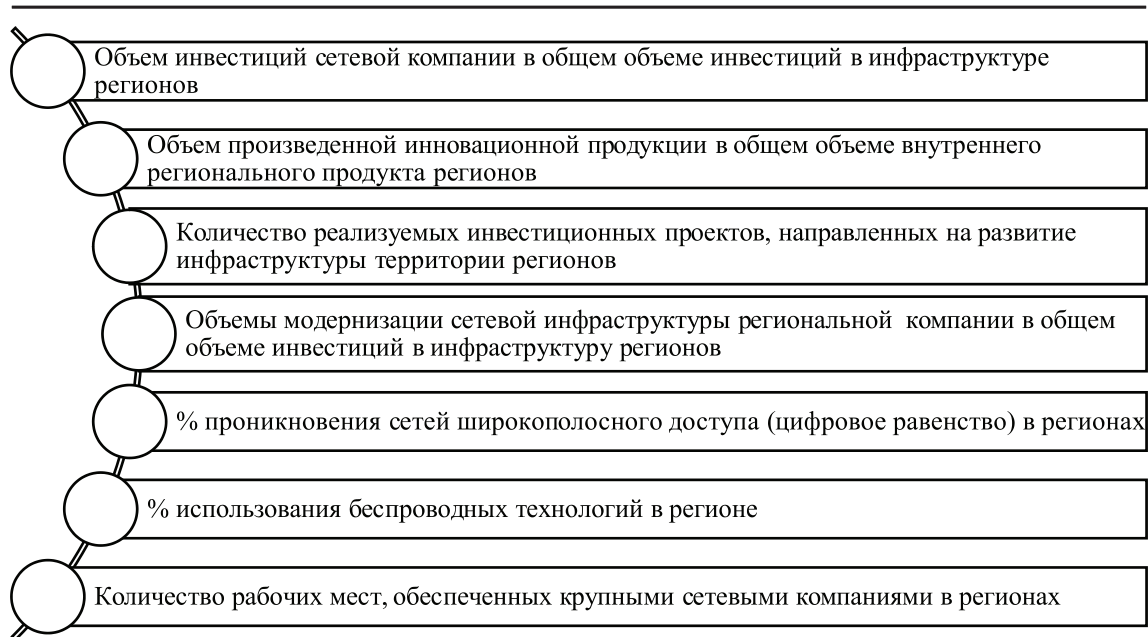 Объем инвестиций сетевой компании в общем объеме инвестиций в инфраструктуре
регионов
Объем произведенной инновационной продукции в общем объеме внутреннего
регионального продукта регионов
Количество реализуемых инвестиционных проектов, направленных на развитие
инфраструктуры территории регионов
Объемы модернизации сетевой инфраструктуры региональной компании в общем
объеме инвестиций в инфраструктуру регионов
% проникновения сетей широкополосного доступа (цифровое равенство) в регионах
% использования беспроводных технологий в регионе
Количество рабочих мест, обеспеченных крупными сетевыми компаниями в регионах